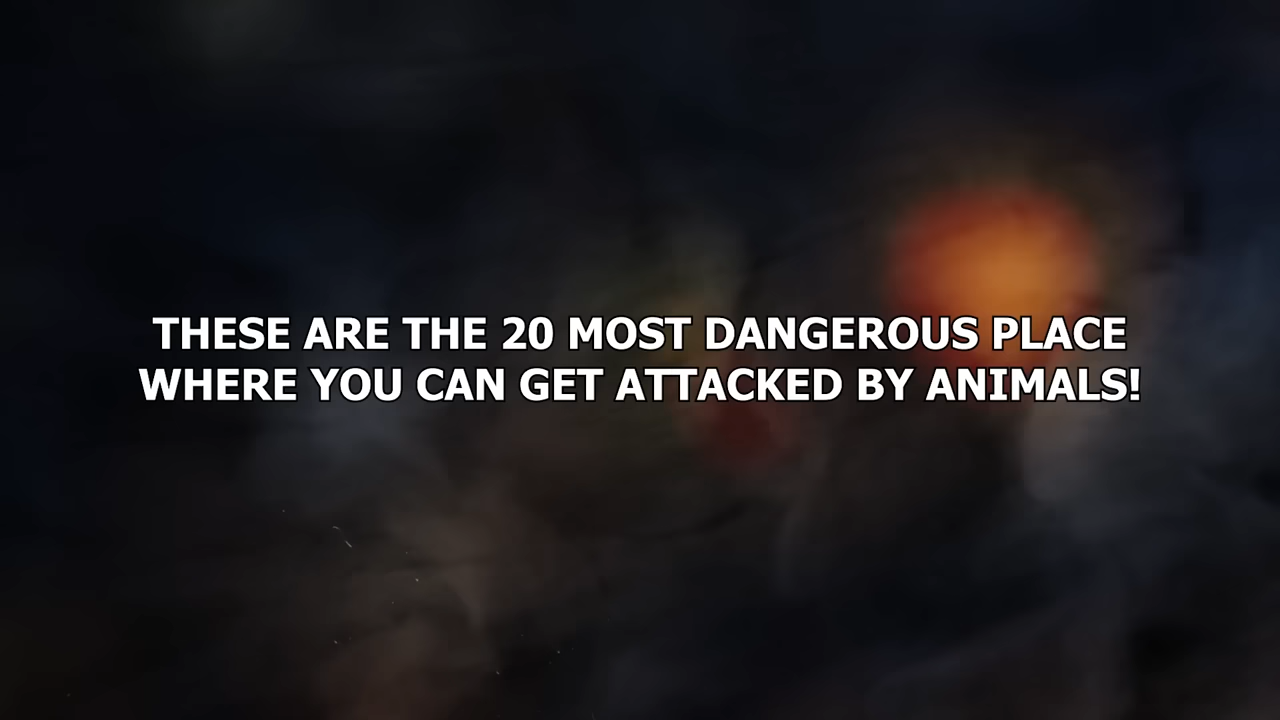 THESE ARE THE 20 MOST DANGEROUS PLACE
WHERE YOU CAN GET ATTACKED BY ANIMALS!